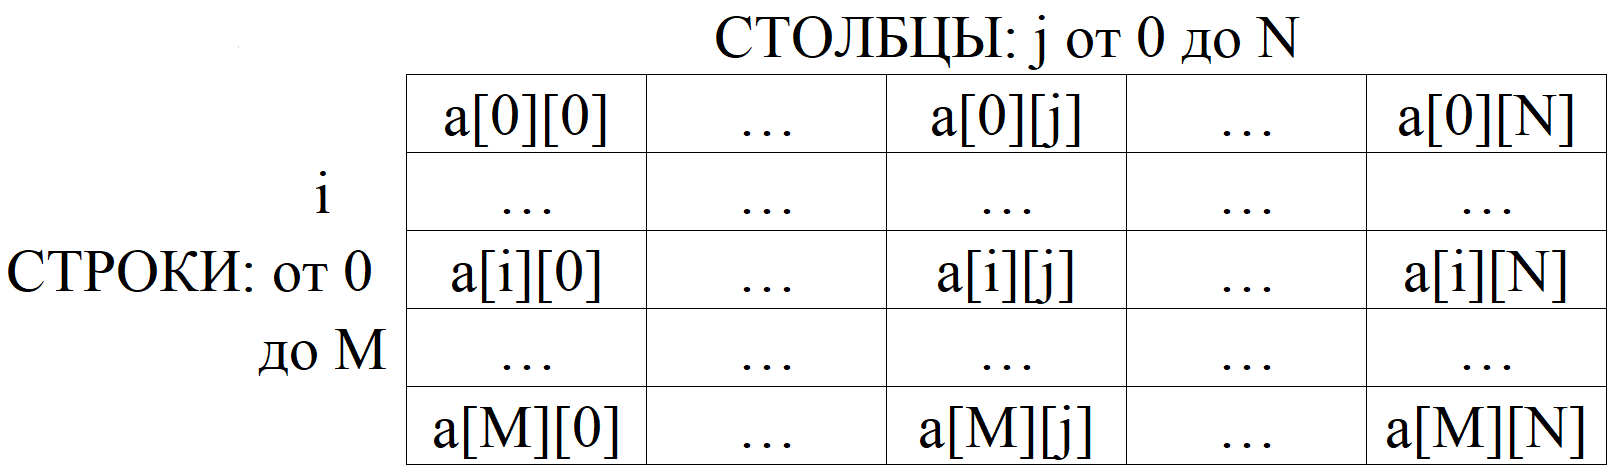 СТОЛБЦЫ: j от 0 до N
a[0][0] … a[0][j] … a[0][N]
i … … … … …
СТРОКИ: от 0 a[i][0] … a[i][j] … a[i][N]
до M … … … … …
a[M][0] … a[M][j] … a[M][N]